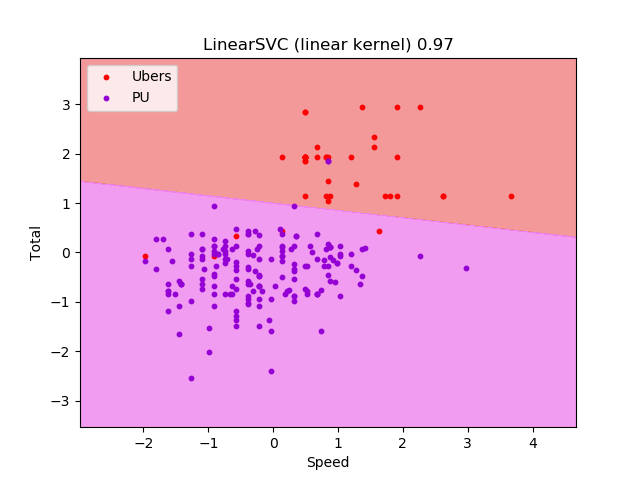 LinearSVC (linear kernel) 0.97
Ubers
PU
3
2
1
0
−1
−2
−3
Total
−2 −1 0 1 2 3 4
Speed